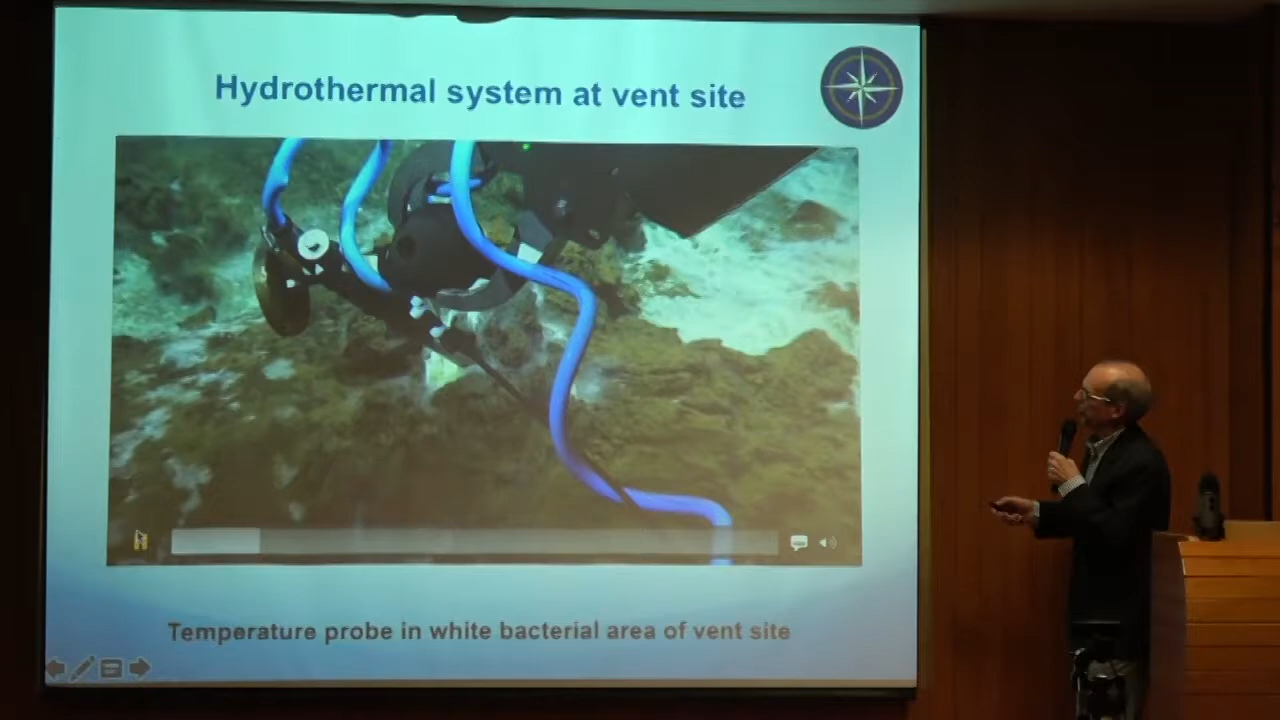 Hydrothermal system at vent site
Temperature probe in white bacterial area of vent site